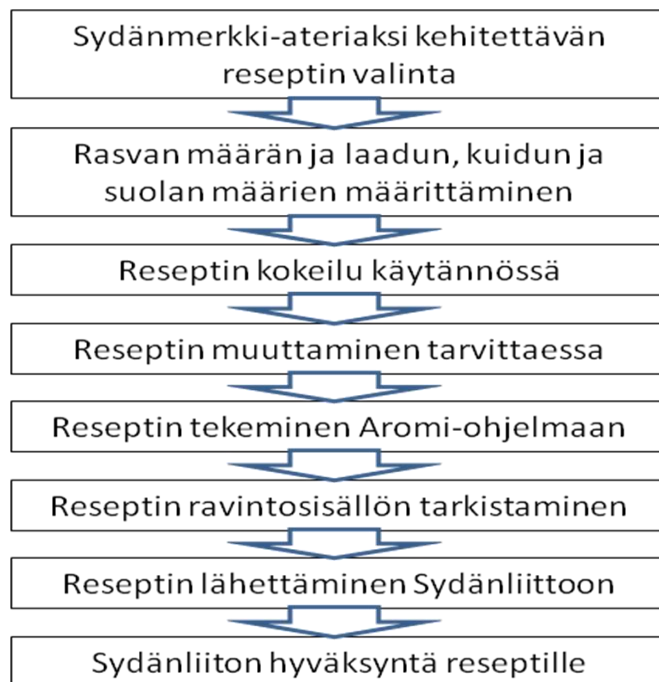 Sydänmerkki-ateriaksi kehitettävän
reseptin valinta
Rasvan määrän ja laadun, kuidun ja
suolan määrien määrittäminen
Reseptin kokeilu käytännössä
Reseptin muuttaminen tarvittaessa
Reseptin tekeminen Aromi-ohjelmaan
Reseptin ravintosisällön tarkistaminen
Reseptin lähettäminen Sydänliittoon
Sydänliiton hyväksyntä reseptille